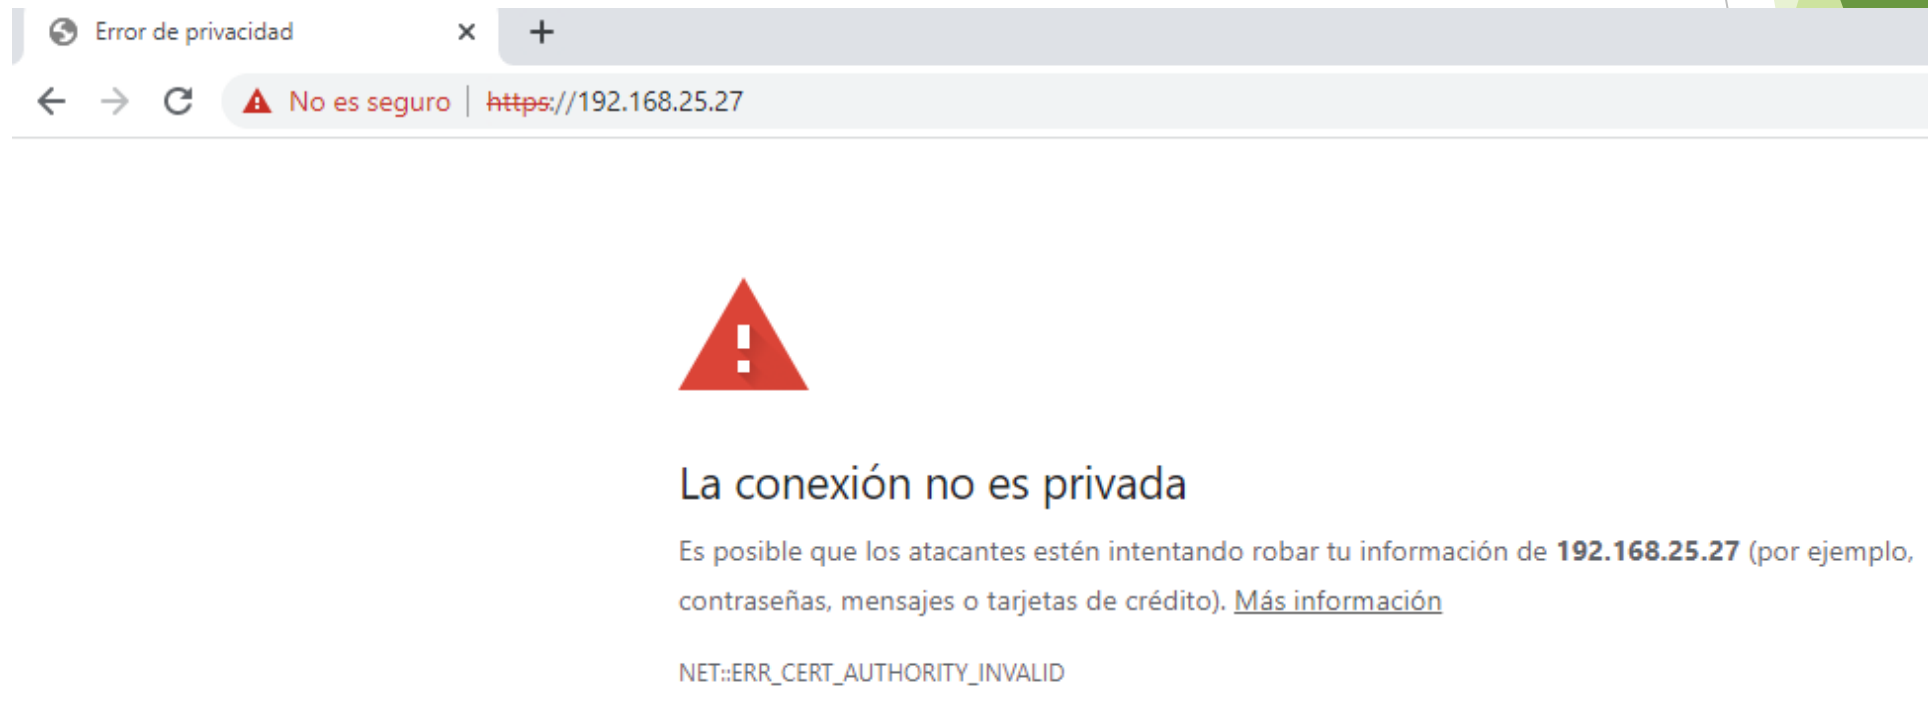 Error de privacidad
No es seguro | https://192.168.25.27
La conexión no es privada
Es posible que los atacantes estén intentando robar tu información de 192.168.25.27 (por ejemplo,
contraseñas, mensajes o tarjetas de crédito). Más información
NET::ERR_CERT_AUTHORITY_INVALID